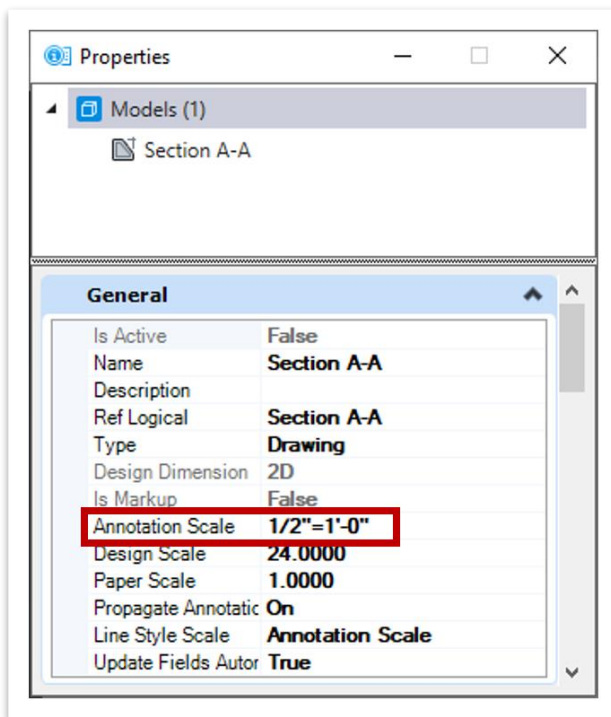 Properties
Models (1)
Section A-A
General
Is Active False
Name Section A-A
Description
Ref Logical Section A-A
Type Drawing
Design Dimension 2D
Is Markup False
Annotation Scale 1/2"=1'-0"
Design Scale 24.0000
Paper Scale 1.0000
Propagate Annotatic On
Line Style Scale Annotation Scale
Update Fields Autor True